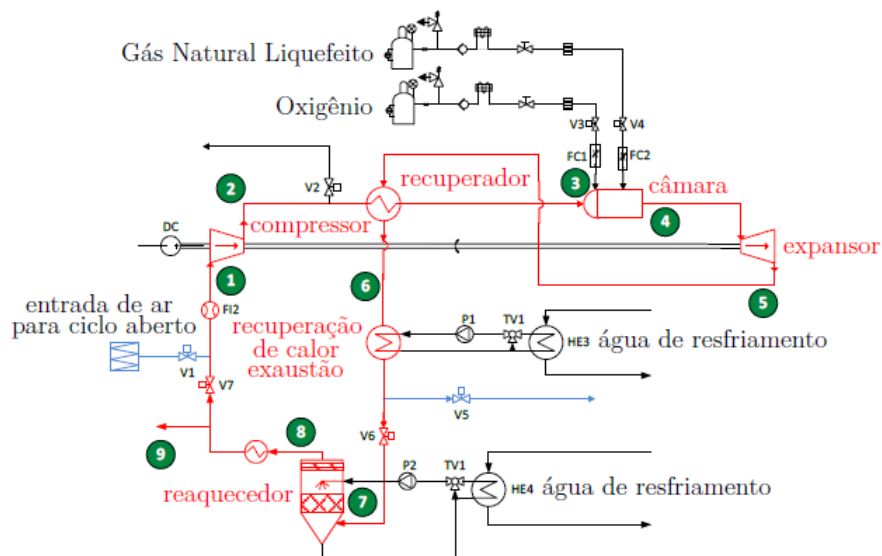 Gás Natural Liquefeito
Oxigênio
V3
V4
FC1
FC2
3
câmara
4
recuperador
2
V2
compressor
DC
expansor
1
6
5
entrada de ar
para ciclo aberto
FI2
recuperação
de calor
exaustão
P1
TV1
HE3
água de resfriamento
V1
V7
V5
V6
9
8
reaquecedor
7
P2
TV1
HE4
água de resfriamento